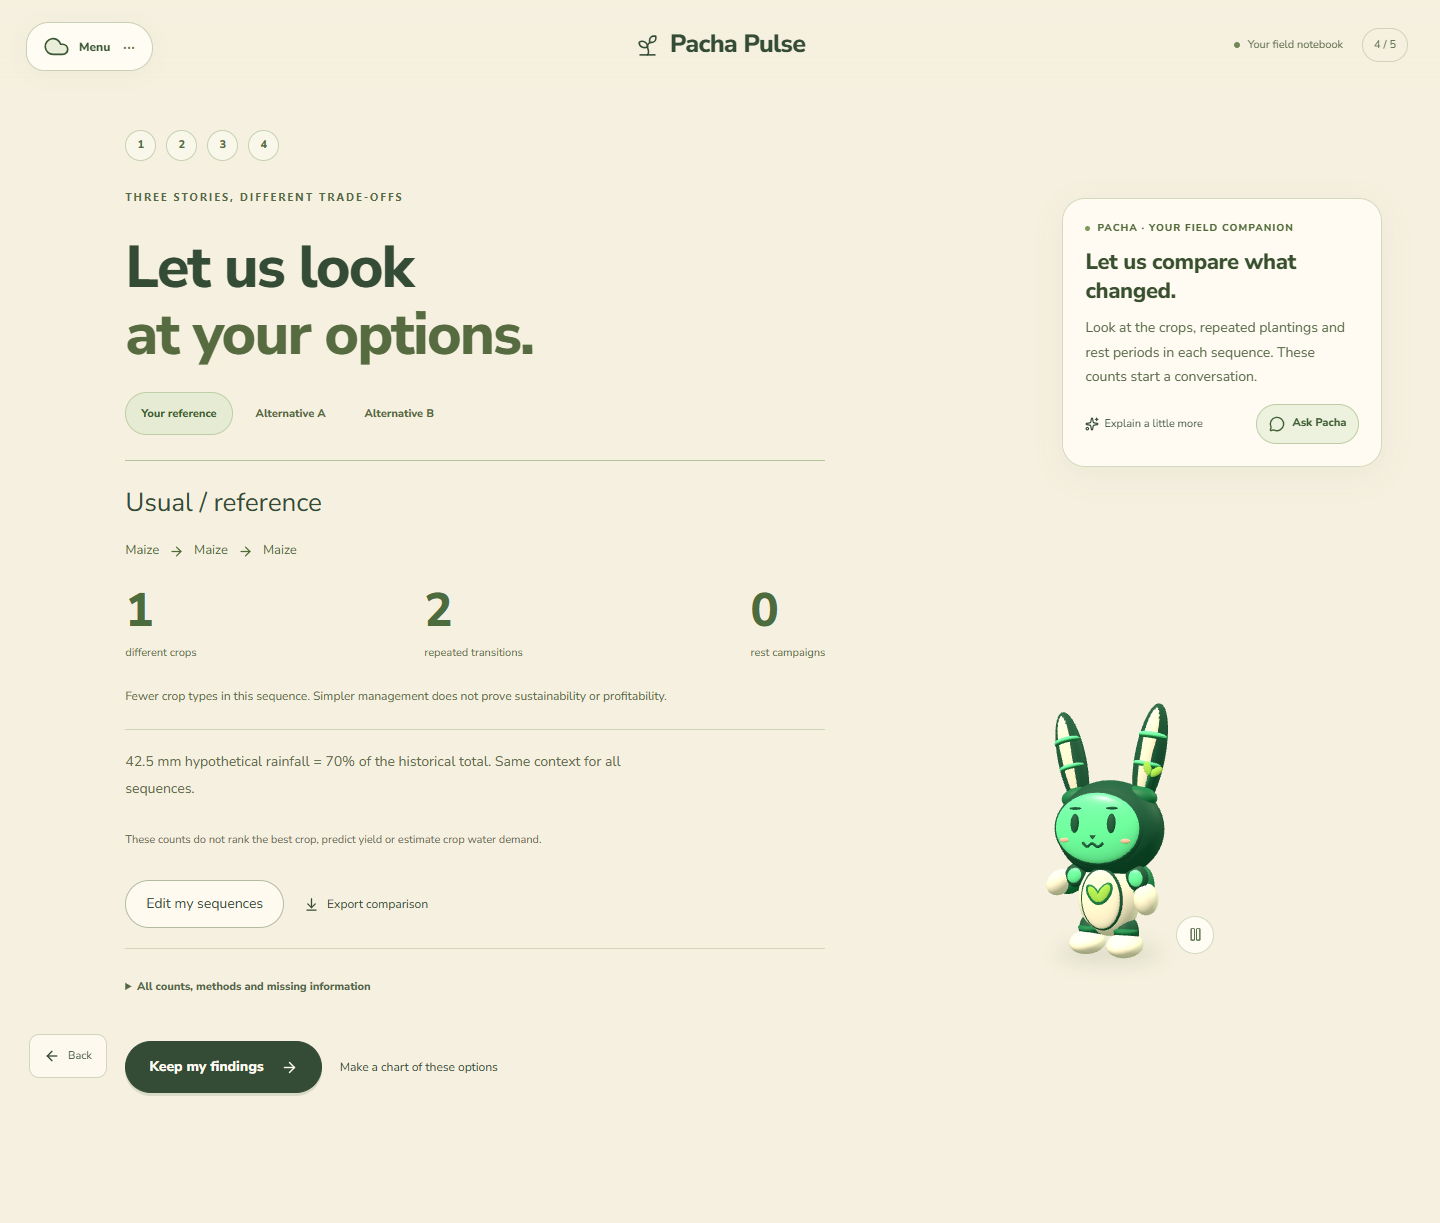 Menu ...
Pacha Pulse
Your field notebook
4 / 5
1 2 3 4
THREE STORIES, DIFFERENT TRADE-OFFS
Let us look
at your options.
Your reference Alternative A Alternative B
Usual / reference
Maize → Maize → Maize
1 2 0
different crops repeated transitions rest campaigns
Fewer crop types in this sequence. Simpler management does not prove sustainability or profitability.
42.5 mm hypothetical rainfall = 70% of the historical total. Same context for all
sequences.
These counts do not rank the best crop, predict yield or estimate crop water demand.
Edit my sequences Export comparison
All counts, methods and missing information
Back
Keep my findings → Make a chart of these options
PACHA · YOUR FIELD COMPANION
Let us compare what
changed.
Look at the crops, repeated plantings and
rest periods in each sequence. These
counts start a conversation.
Explain a little more Ask Pacha